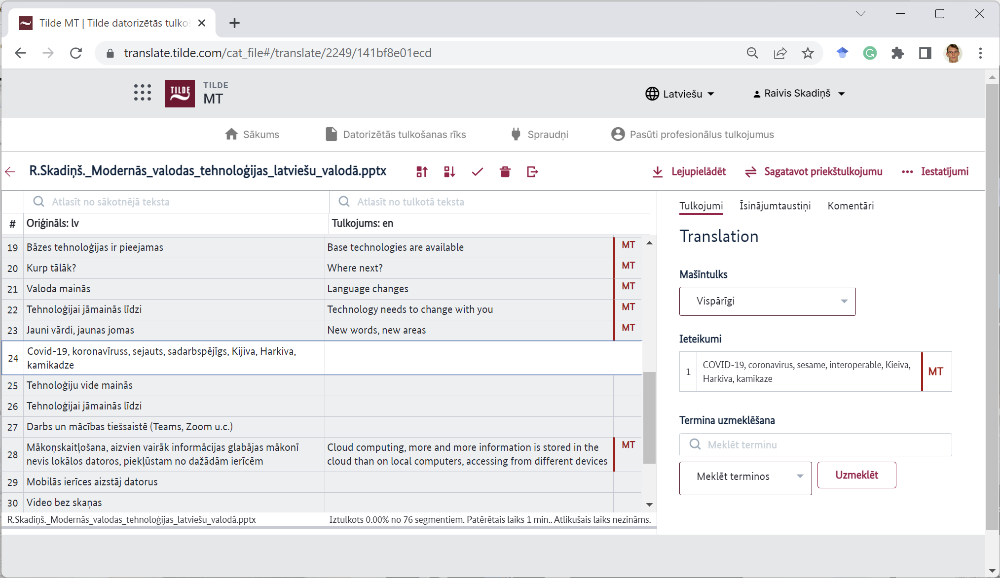 Tilde MT | Tilde datorizētās tulko
translate.tilde.com/cat_file#/translate/2249/141bf8e01ecd
TILDE
TILDE
MT
Latviešu
Raivis Skadiņš
Sākums
Datorizētās tulkošanas rīks
Spraudņi
Pasūti profesionālus tulkojumus
R.Skadiņš._Modernās_valodas_tehnoloģijas_latviešu_valodā.pptx
Lejupielādēt
Sagatavot priekštulkojumu
Iestatījumi
Atlasīt no sākotnējā teksta
Atlasīt no tulkotā teksta
# Oriģināls: lv
Tulkojums: en
19 Bāzes tehnoloģijas ir pieejamas
Base technologies are available
MT
20 Kurp tālāk?
Where next?
MT
21 Valoda mainās
Language changes
MT
22 Tehnoloģijai jāmainās līdzi
Technology needs to change with you
MT
23 Jauni vārdi, jaunas jomas
New words, new areas
MT
24 Covid-19, koronavīruss, sejauts, sadarbspējīgs, Kijiva, Harkiva,
kamikadze
25 Tehnoloģiju vide mainās
26 Tehnoloģijai jāmainās līdzi
27 Darbs un mācības tiešsaistē (Teams, Zoom u.c.)
28 Mākoņskaitļošana, aizvien vairāk informācijas glabājas mākonī
nevis lokālos datoros, piekļūstam no dažādām ierīcēm
Cloud computing, more and more information is stored in the
cloud than on local computers, accessing from different devices
MT
29 Mobilās ierīces aizstāj datorus
30 Video bez skaņas
R.Skadiņš._Modernās_valodas_tehnoloģijas_latviešu_valodā.pptx
Iztulkots 0.00% no 76 segmentiem. Patērētais laiks 1 min.. Atlikušais laiks nezināms.
Tulkojumi
Īsinājumtaustiņi
Komentāri
Translation
Mašīntulks
Vispārīgi
Ieteikumi
1 COVID-19, coronavirus, sesame, interoperable, Kieiva,
Harkiva, kamikaze
MT
Termina uzmeklēšana
Meklēt terminu
Meklēt terminos
Uzmeklēt